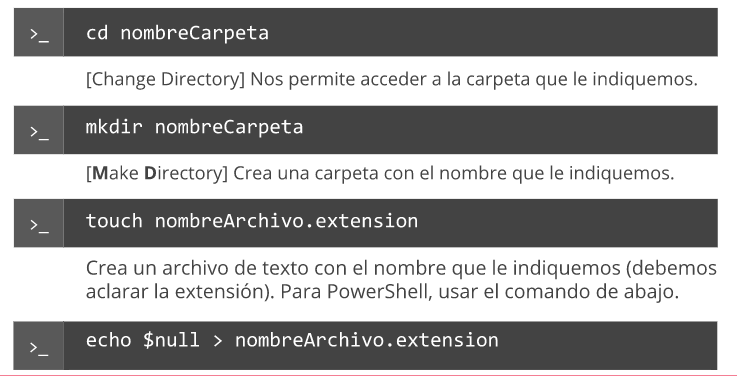 >_ cd nombreCarpeta
[Change Directory] Nos permite acceder a la carpeta que le indiquemos.
>_ mkdir nombreCarpeta
[Make Directory] Crea una carpeta con el nombre que le indiquemos.
>_ touch nombreArchivo.extension
Crea un archivo de texto con el nombre que le indiquemos (debemos
aclarar la extensión). Para PowerShell, usar el comando de abajo.
>_ echo $null > nombreArchivo.extension